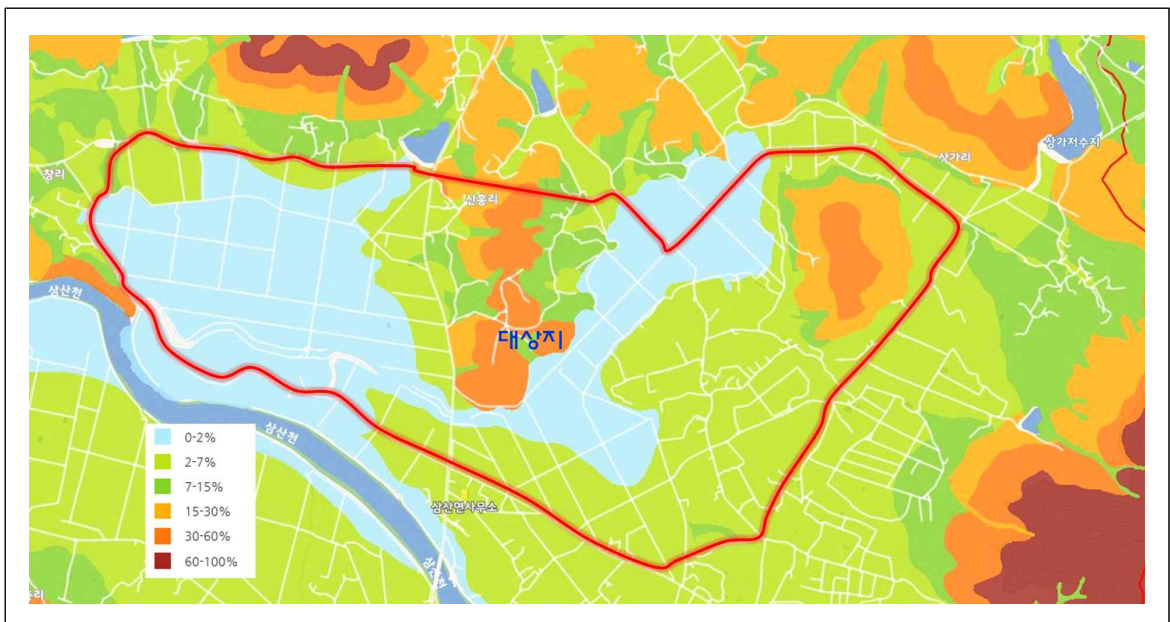 상가저수지
상가리
창리
신흥리
삼산천
대상지
삼산천
삼산면사무소
삼산천
0-2%
2-7%
7-15%
15-30%
30-60%
60-100%